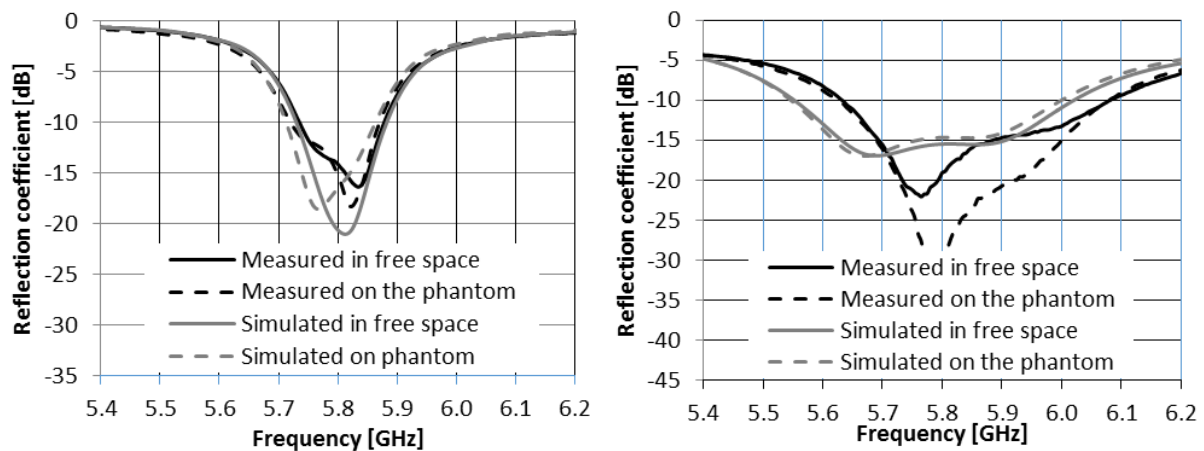 Reflection coefficient [dB]
0
-5
-10
-15
-20
-25
-30
-35
Measured in free space
Measured on the phantom
Simulated in free space
Simulated on phantom
5.4 5.5 5.6 5.7 5.8 5.9 6.0 6.1 6.2
Frequency [GHz]
Reflection coefficient [dB]
0
-5
-10
-15
-20
-25
-30
-35
-40
-45
Measured in free space
Measured on the phantom
Simulated in free space
Simulated on the phantom
5.4 5.5 5.6 5.7 5.8 5.9 6.0 6.1 6.2
Frequency [GHz]